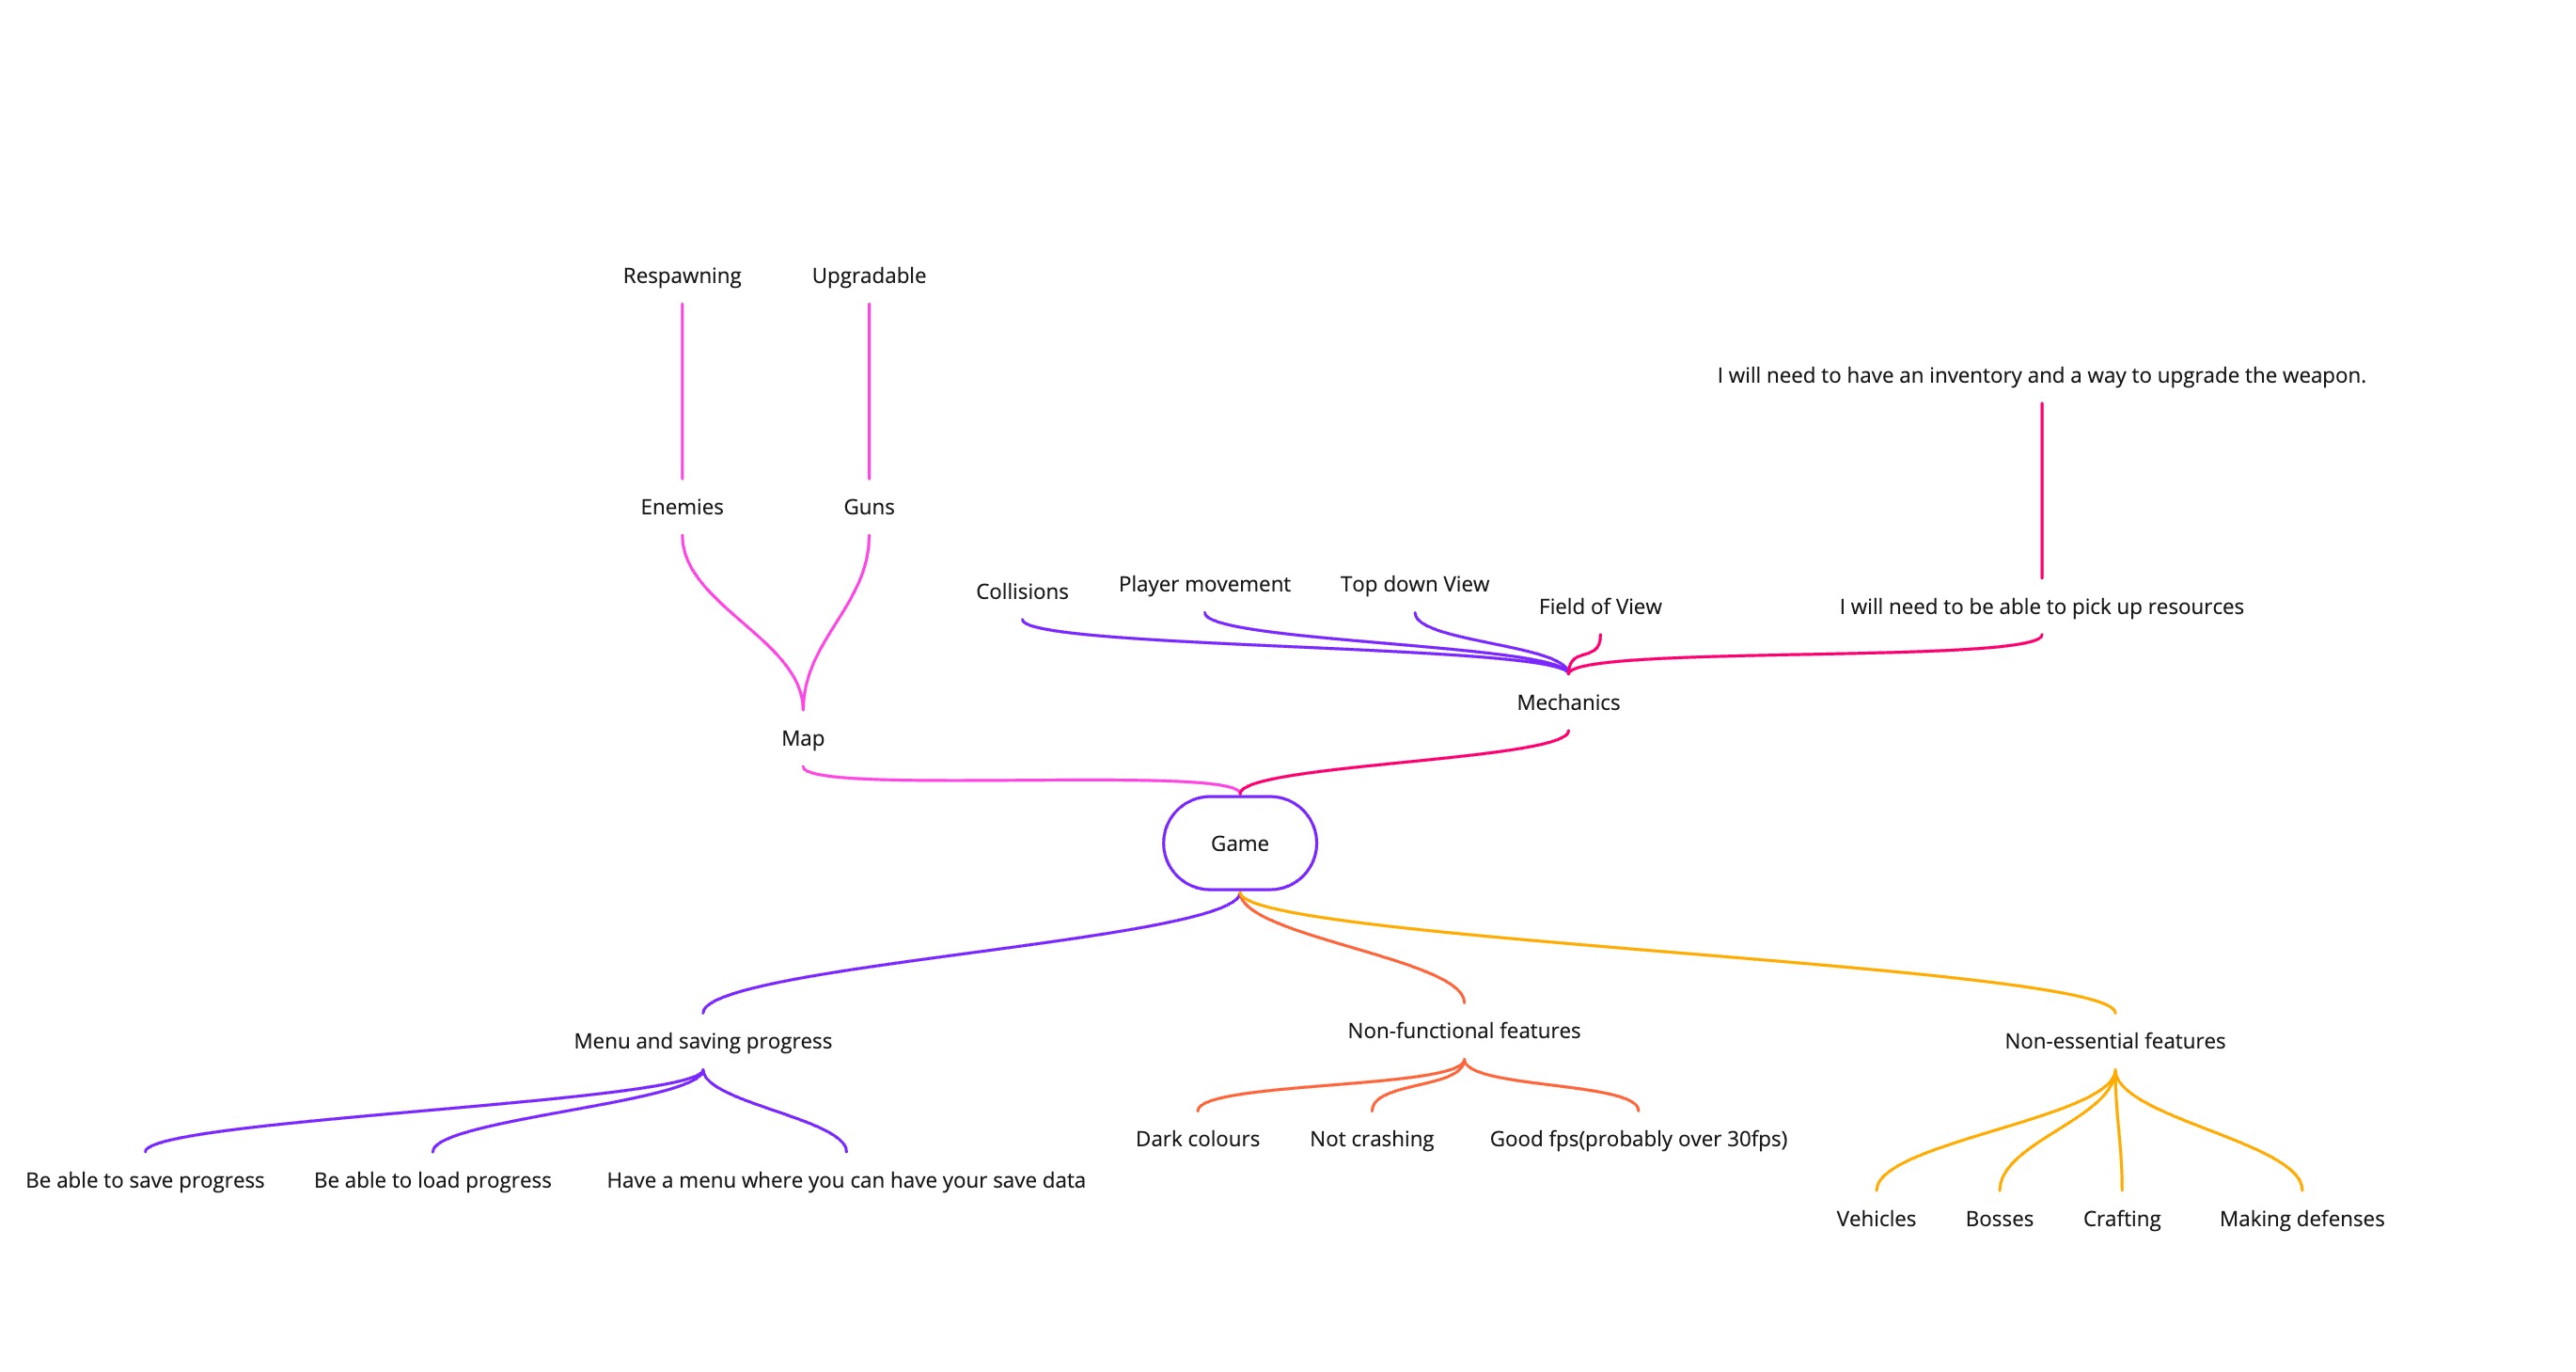 Respawning
Upgradable
I will need to have an inventory and a way to upgrade the weapon.
Enemies
Guns
Collisions
Player movement
Top down View
Field of View
I will need to be able to pick up resources
Mechanics
Map
Game
Menu and saving progress
Non-functional features
Non-essential features
Dark colours
Not crashing
Good fps(probably over 30fps)
Be able to save progress
Be able to load progress
Have a menu where you can have your save data
Vehicles
Bosses
Crafting
Making defenses